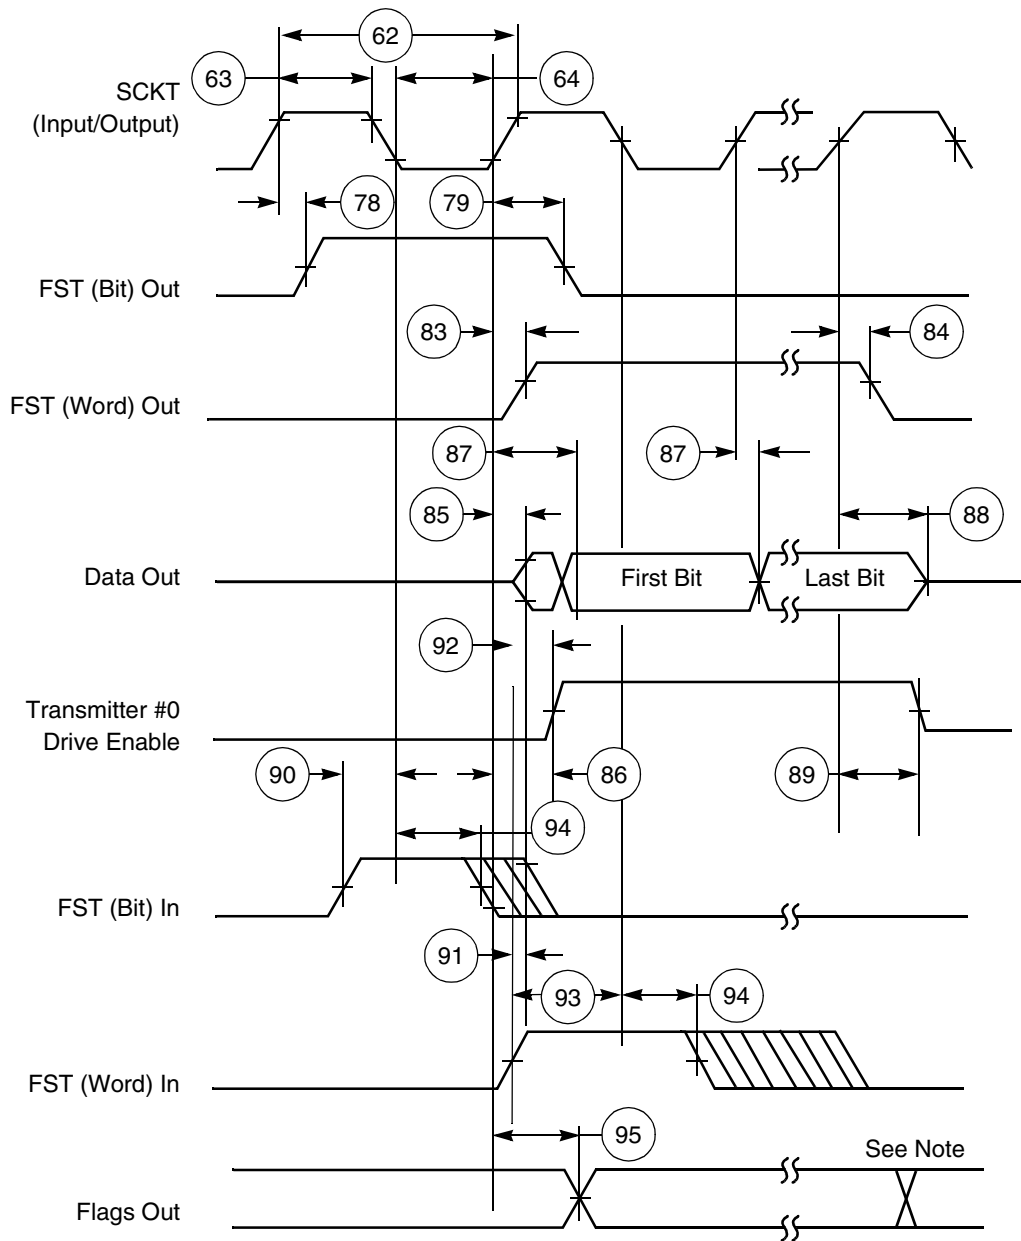 62
63
64
SCKT
(Input/Output)
78
79
FST (Bit) Out
83
84
FST (Word) Out
87
87
85
88
Data Out
First Bit
Last Bit
92
Transmitter #0
Drive Enable
90
86
89
94
FST (Bit) In
91
93
94
FST (Word) In
95
See Note
Flags Out